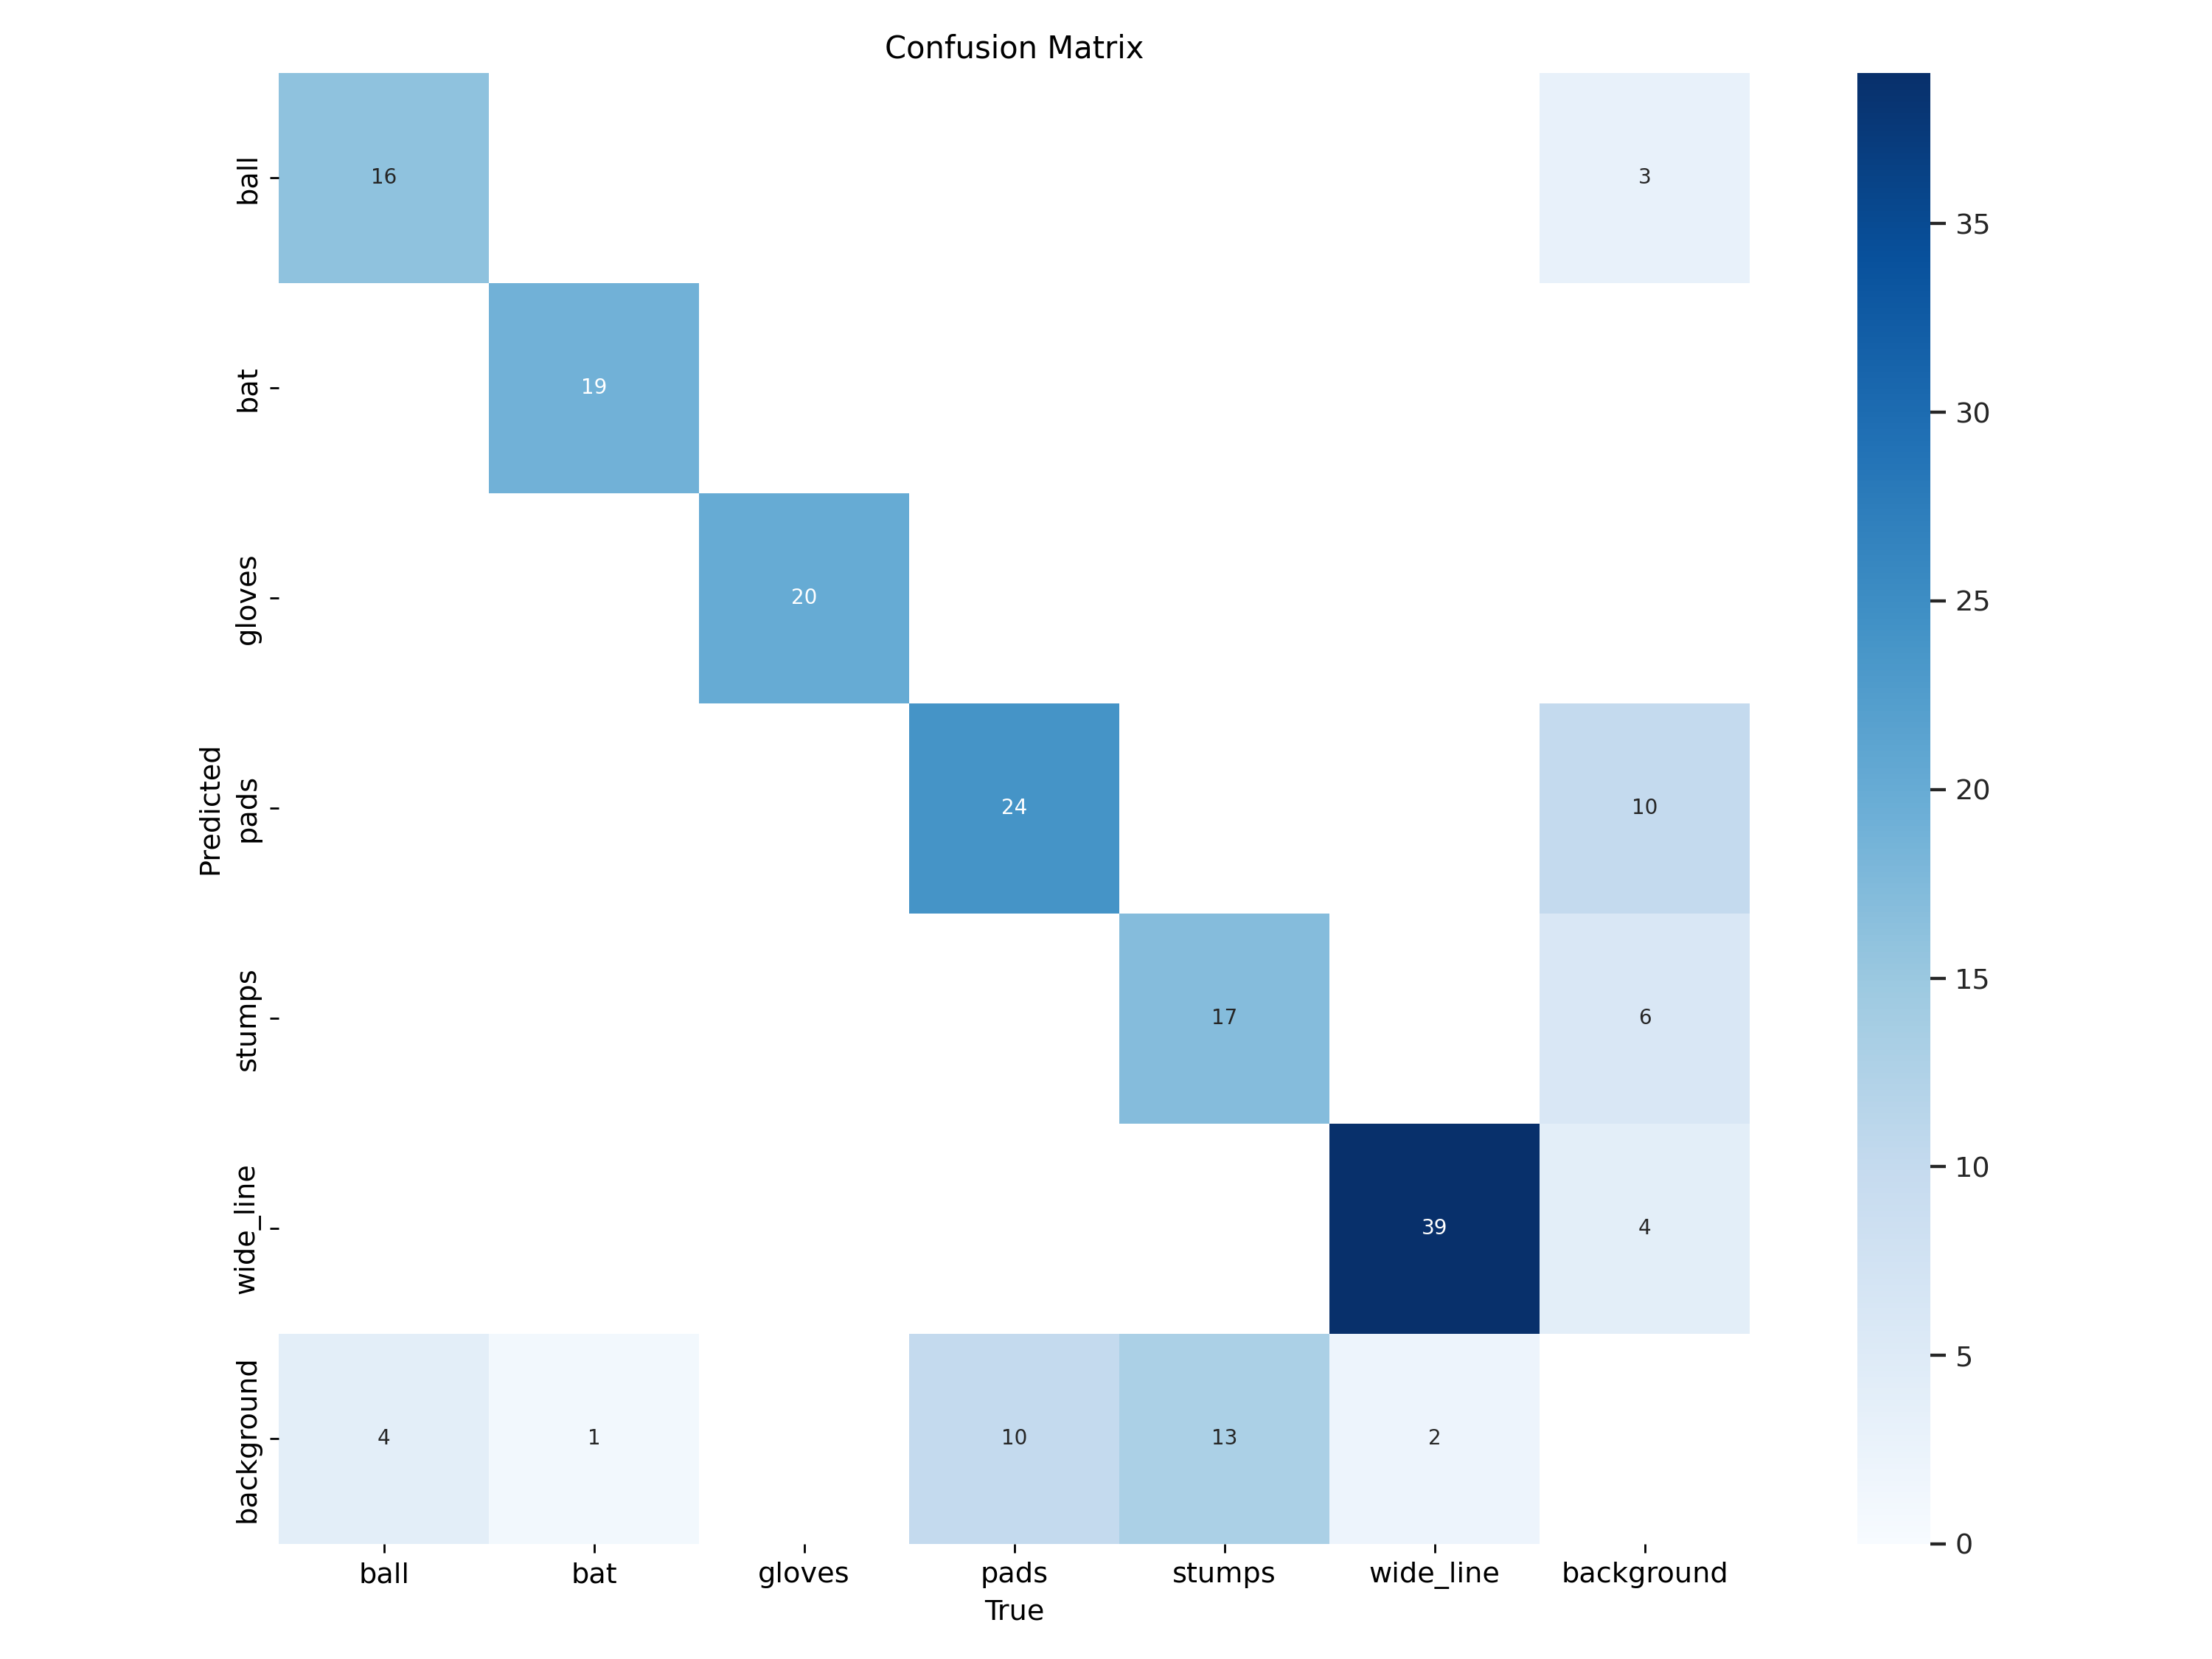 Confusion Matrix
ball
16
3
35
bat
19
30
gloves
20
25
20
Predicted
pads
24
10
stumps
17
6
15
10
wide_line
39
4
background
4
1
10
13
2
5
0
ball
bat
gloves
pads
stumps
wide_line
background
True